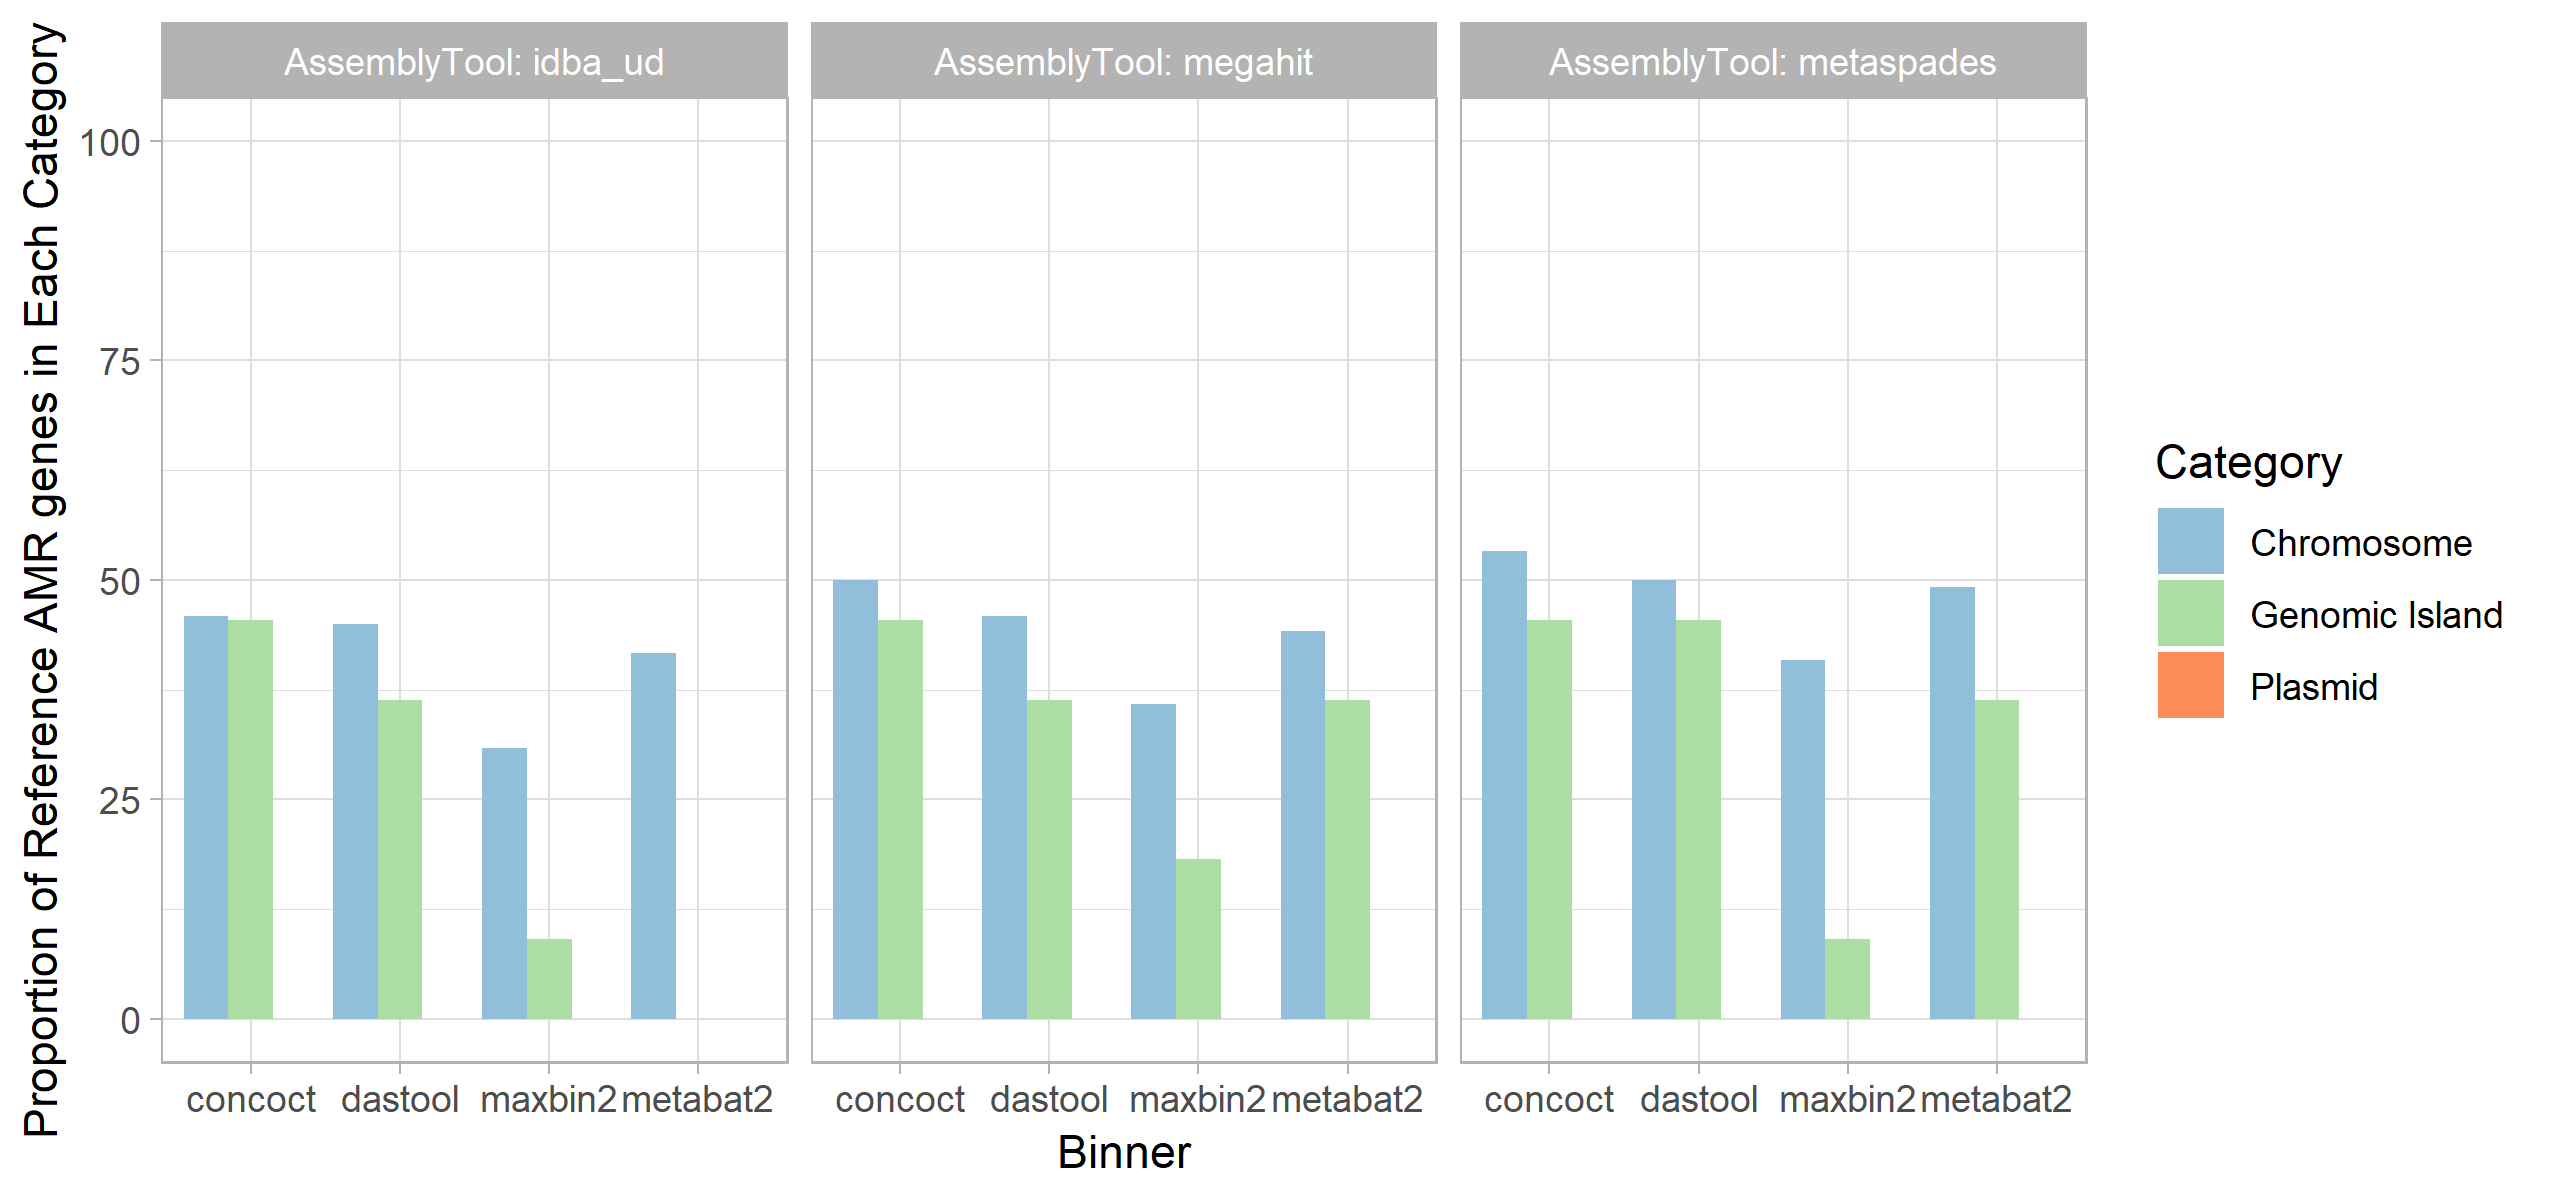 Proportion of Reference AMR genes in Each Category
AssemblyTool: idba_ud
AssemblyTool: megahit
AssemblyTool: metaspades
100
75
50
25
0
concoct
dastool
maxbin2
metabat2
concoct
dastool
maxbin2
metabat2
concoct
dastool
maxbin2
metabat2
Binner
Category
Chromosome
Genomic Island
Plasmid